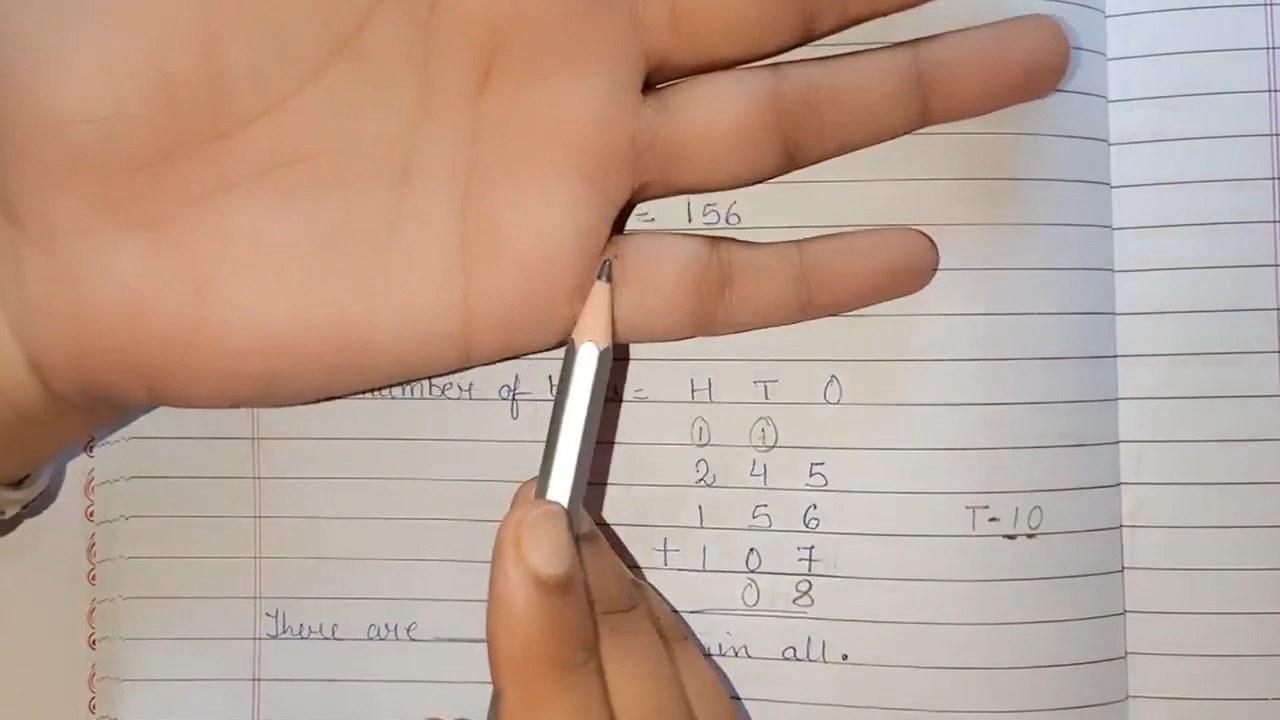 = 156
number of = H T O
1 1
2 4 5
1 5 6 T-10
+ 1 0 7
0 8
There are in all.